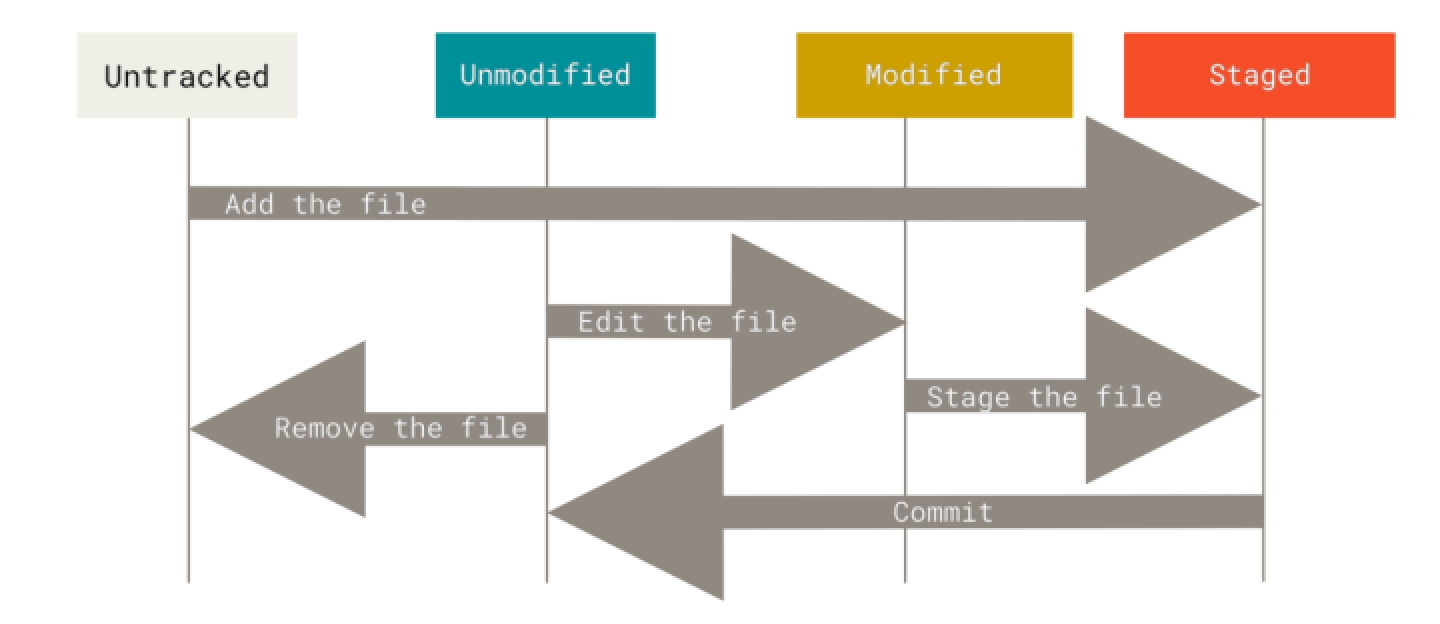 Untracked
Unmodified
Modified
Staged
Add the file
Edit the file
Stage the file
Remove the file
Commit